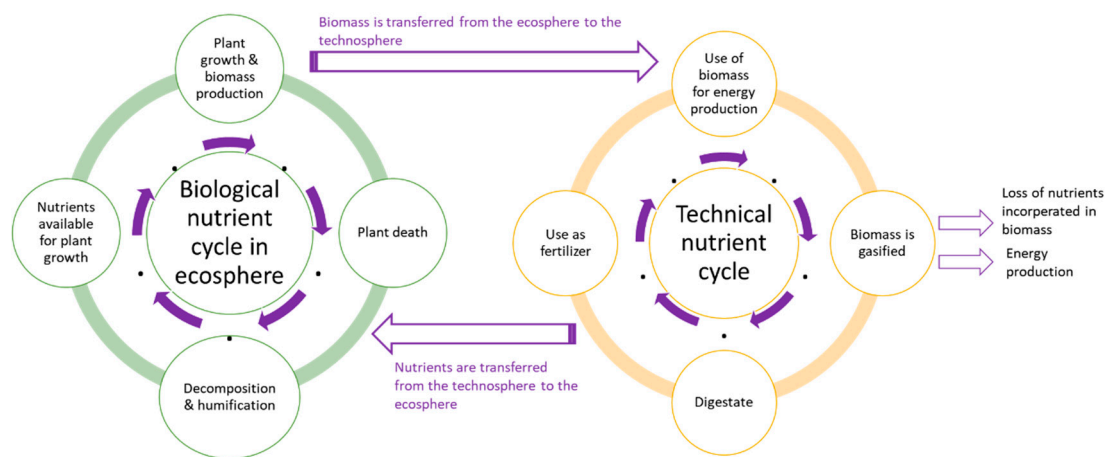 Biomass is transferred from the ecosphere to the
technosphere
Plant
growth &
biomass
production
Biological
nutrient
cycle in
ecosphere
Nutrients
available
for plant
growth
Plant death
Decomposition
& humification
Nutrients are transferred
from the technosphere to the
ecosphere
Use of
biomass
for energy
production
Technical
nutrient
cycle
Use as
fertilizer
Biomass is
gasified
Digestate
Loss of nutrients
incorperated in
biomass
Energy
production